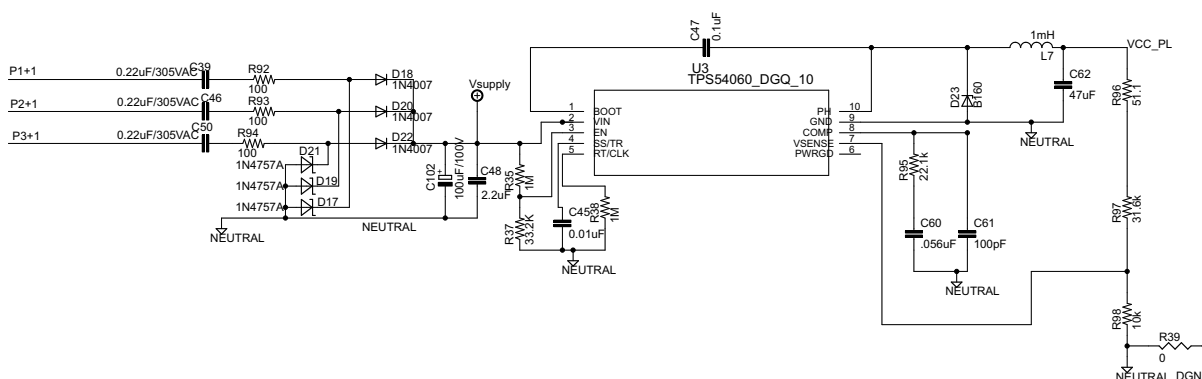 C47
0.1uF
1mH
L7
VCC_PL
U3
TPS54060_DGQ_10
P1+1
0.22uF/305VAC
C39
R92
100
D18
1N4007
Vsupply
P2+1
0.22uF/305VAC
C46
R93
100
D20
1N4007
P3+1
0.22uF/305VAC
C50
R94
100
D22
1N4007
1 BOOT
2 VIN
3 EN
4 SS/TR
5 RT/CLK
PH 10
GND 9
COMP 8
VSENSE 7
PWRGD 6
D23
B160
C62
47uF
R96
51.1
NEUTRAL
D21
1N4757A
D19
1N4757A
D17
1N4757A
C102
+
100uF/100V
C48
2.2uF
R35
1M
R37
33.2K
C45
0.01uF
R38
1M
R95
22.1k
C60
.056uF
C61
100pF
R97
31.6k
NEUTRAL
NEUTRAL
NEUTRAL
NEUTRAL
R98
10k
R39
0
NEUTRAL
DGN